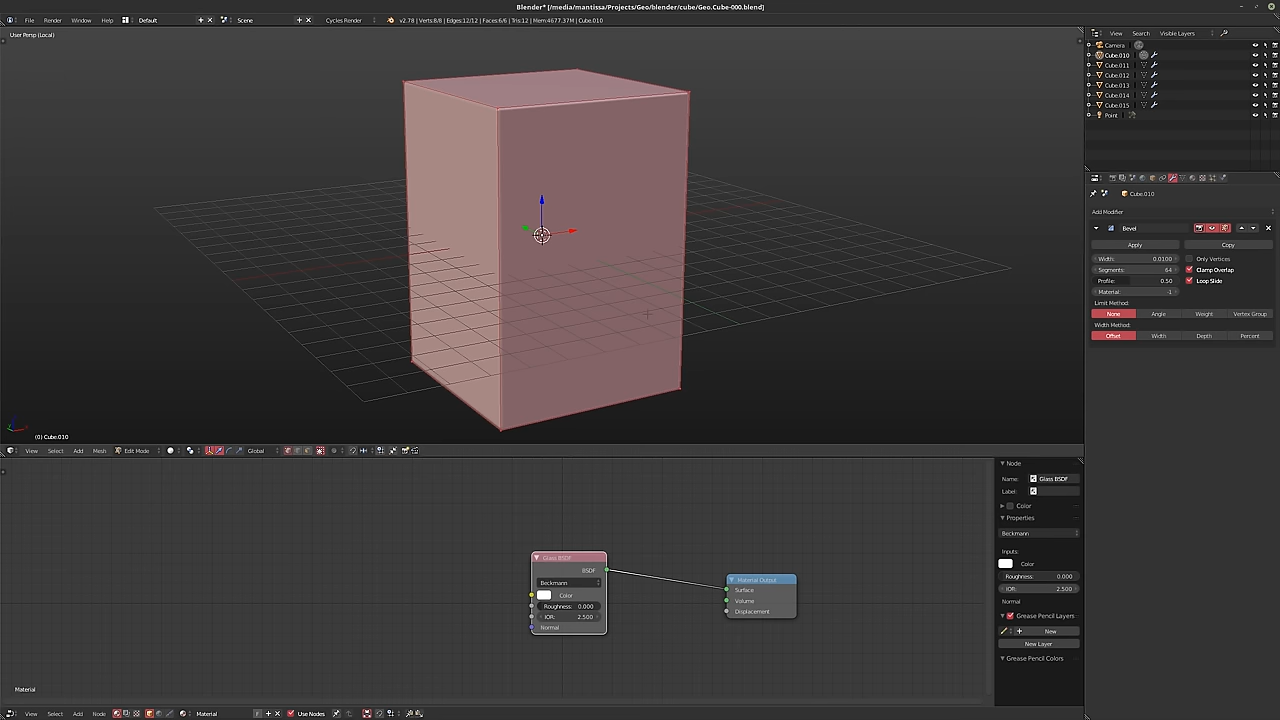 Blender* [/media/mantissa/Projects/Geo/blender/cube/Geo.Cube-000.blend]
File Render Window Help Default Scene Cycles Render v2.78 | Verts:8/8 | Edges:12/12 | Faces:6/6 | Tris:12 | Mem:4677.37M | Cube.010
User Persp (Local)
View Search Visible Layers
Camera
Cube.010
Cube.011
Cube.012
Cube.013
Cube.014
Cube.015
Point
Cube.010
Add Modifier
Bevel
Apply Copy
Width: 0.0100 Only Vertices
Segments: 64 Clamp Overlap
Profile: 0.50 Loop Slide
Material: -1
Limit Method:
None Angle Weight Vertex Group
Width Method:
Offset Width Depth Percent
(0) Cube.010
View Select Add Mesh Edit Mode Global
Node
Name: Glass BSDF
Label:
Color
Properties
Beckmann
Inputs:
Color
Roughness: 0.000
IOR: 2.500
Normal
Grease Pencil Layers
New
New Layer
Grease Pencil Colors
Glass BSDF
BSDF
Beckmann
Color
Roughness: 0.000
IOR: 2.500
Normal
Material Output
Surface
Volume
Displacement
Material
View Select Add Node Material F Use Nodes